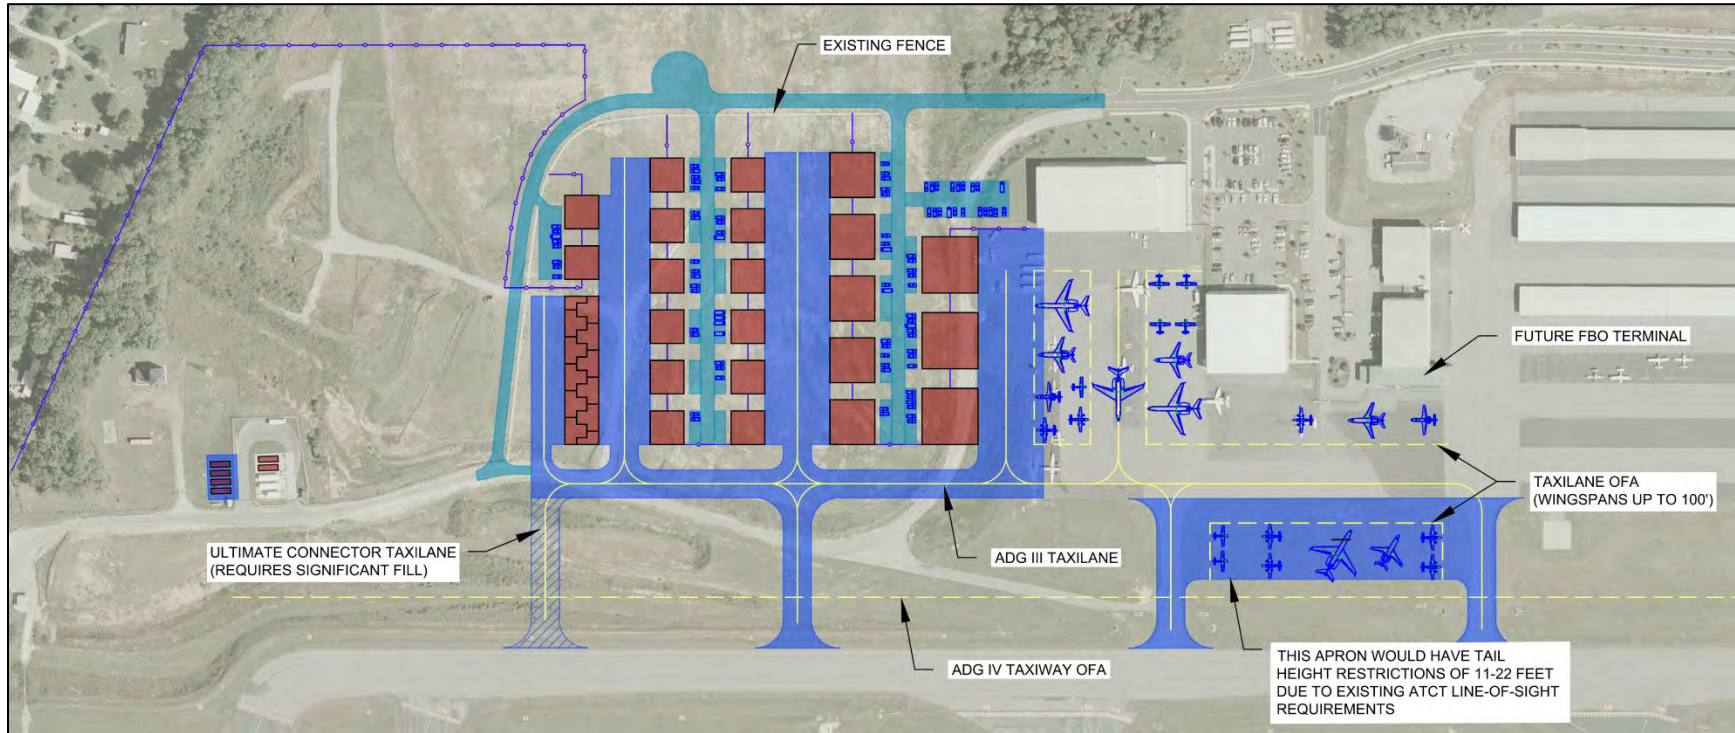 EXISTING FENCE
FUTURE FBO TERMINAL
TAXILANE OFA
(WINGSPANS UP TO 100')
ULTIMATE CONNECTOR TAXILANE
(REQUIRES SIGNIFICANT FILL)
ADG III TAXILANE
ADG IV TAXIWAY OFA
THIS APRON WOULD HAVE TAIL
HEIGHT RESTRICTIONS OF 11-22 FEET
DUE TO EXISTING ATCT LINE-OF-SIGHT
REQUIREMENTS